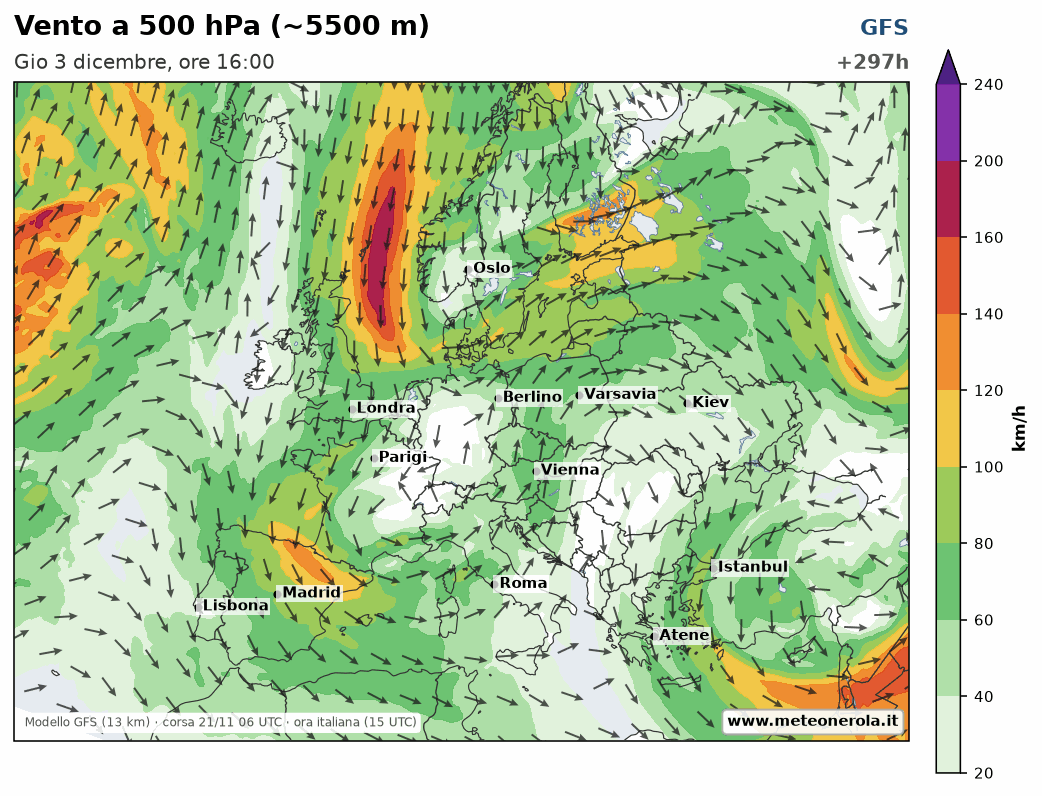 Vento a 500 hPa (~5500 m)
GFS
Gio 3 dicembre, ore 16:00
+297h
240
200
160
140
120
100
80
60
40
20
km/h
Oslo
Londra
Berlino
Varsavia
Kiev
Parigi
Vienna
Istanbul
Madrid
Roma
Lisbona
Atene
Modello GFS (13 km) · corsa 21/11 06 UTC · ora italiana (15 UTC)
www.meteonerola.it